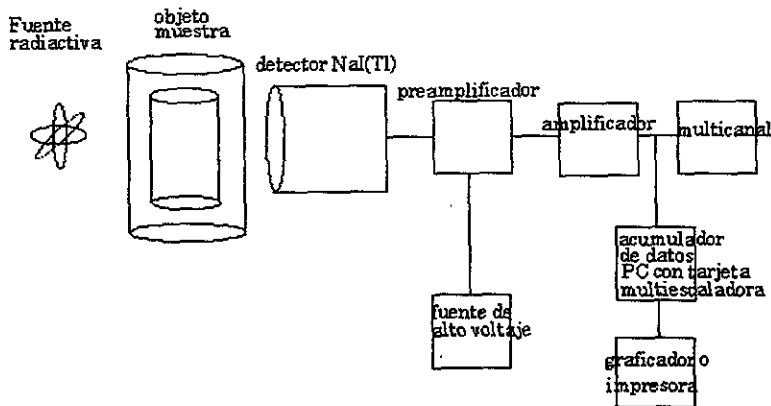 Fuente
radiactiva
objeto
muestra
detector NaI(Tl)
preamplificador
amplificador
multicanal
acumulador
de datos
PC con tarjeta
multiescaladora
fuente de
alto voltaje
graficador o
impresora